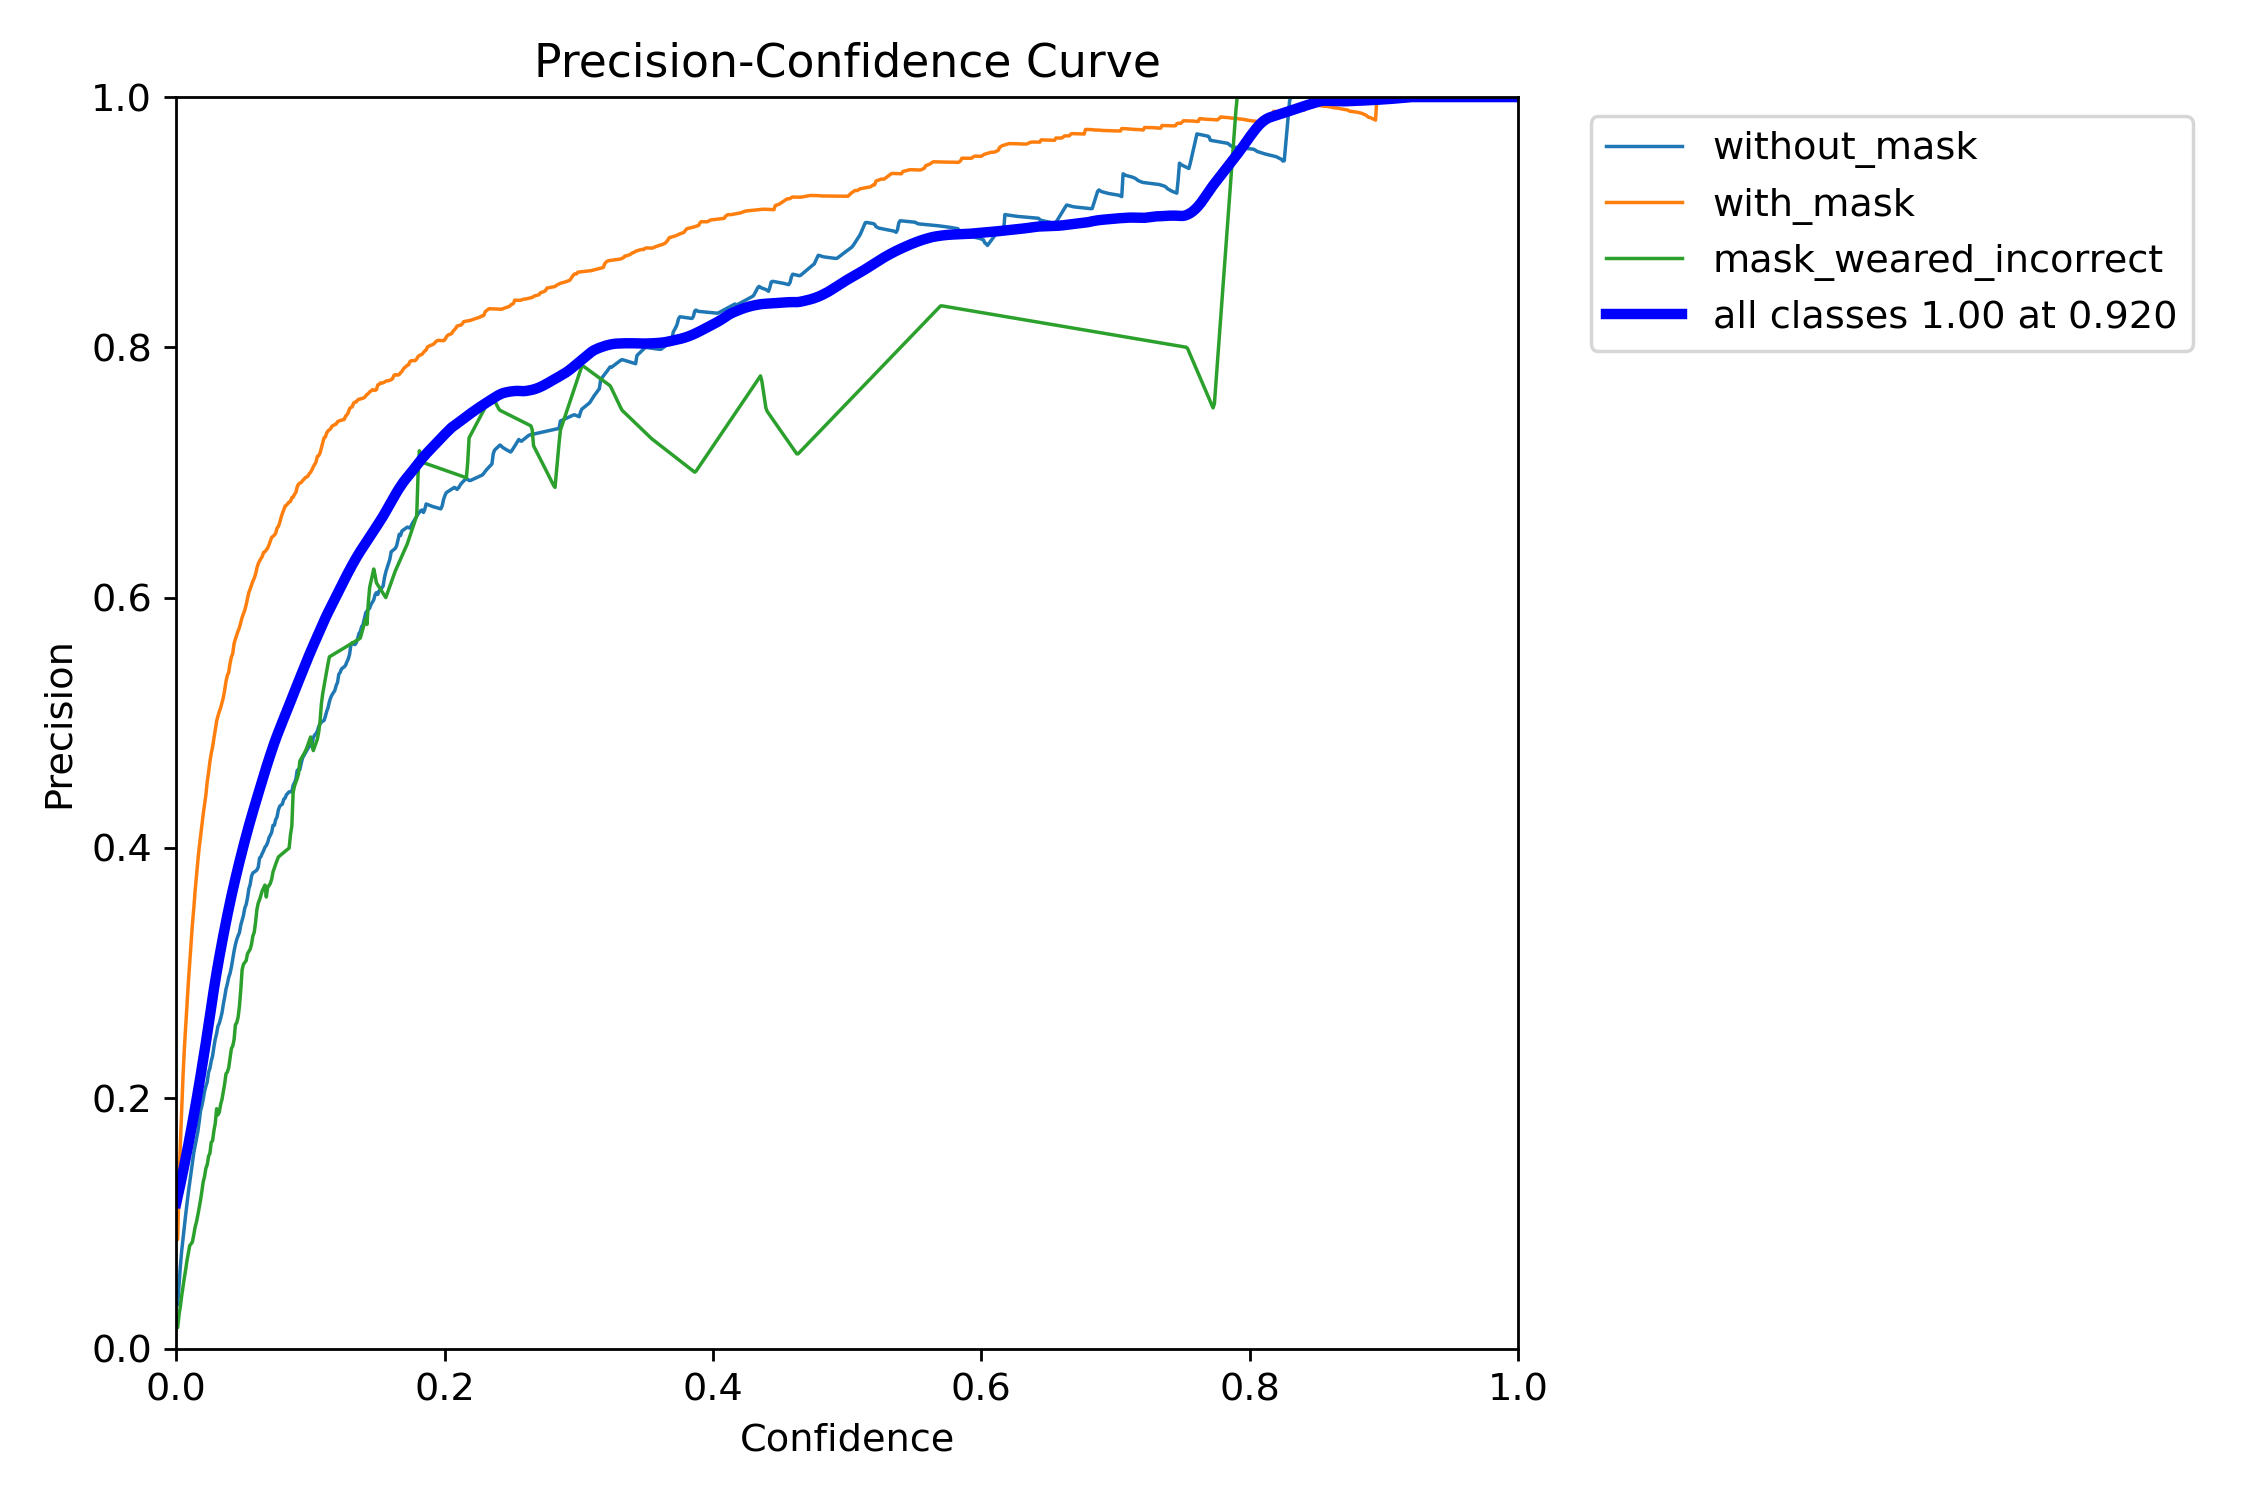 Precision-Confidence Curve
1.0
0.8
0.6
0.4
0.2
0.0
Precision
0.0 0.2 0.4 0.6 0.8 1.0
Confidence
without_mask
with_mask
mask_weared_incorrect
all classes 1.00 at 0.920